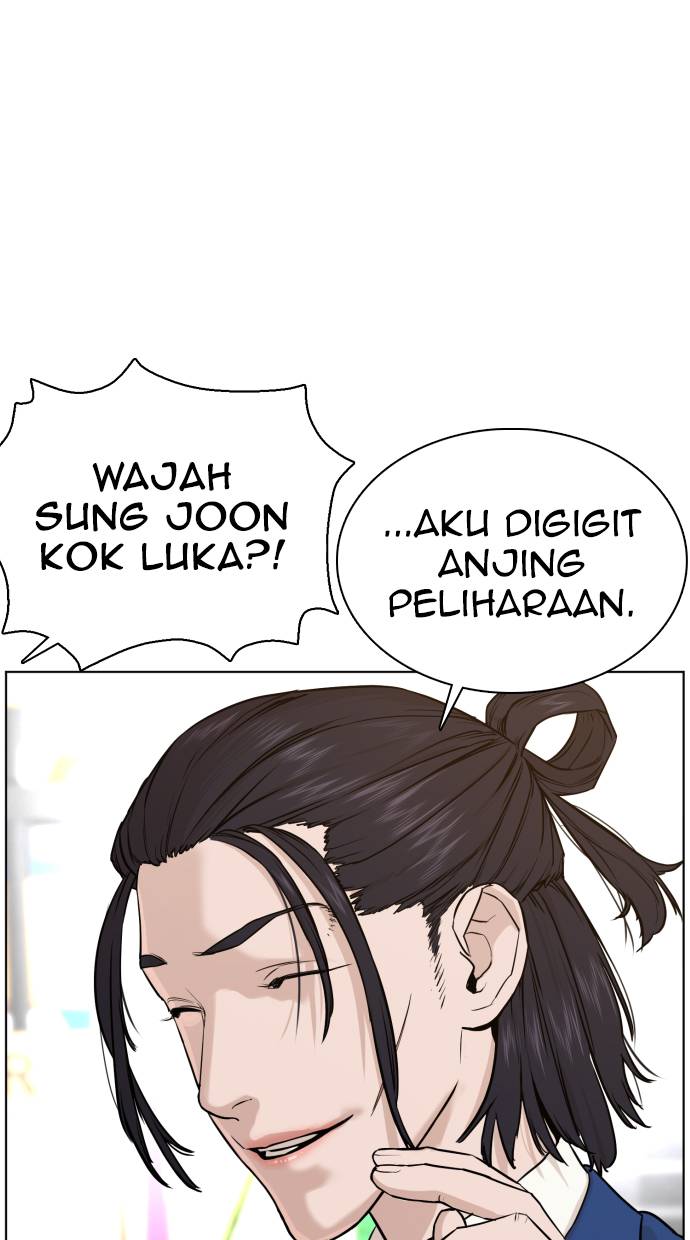 WAJAH
SUNG JOON
KOK LUKA?!
...AKU DIGIGIT
ANJING
PELIHARAAN.